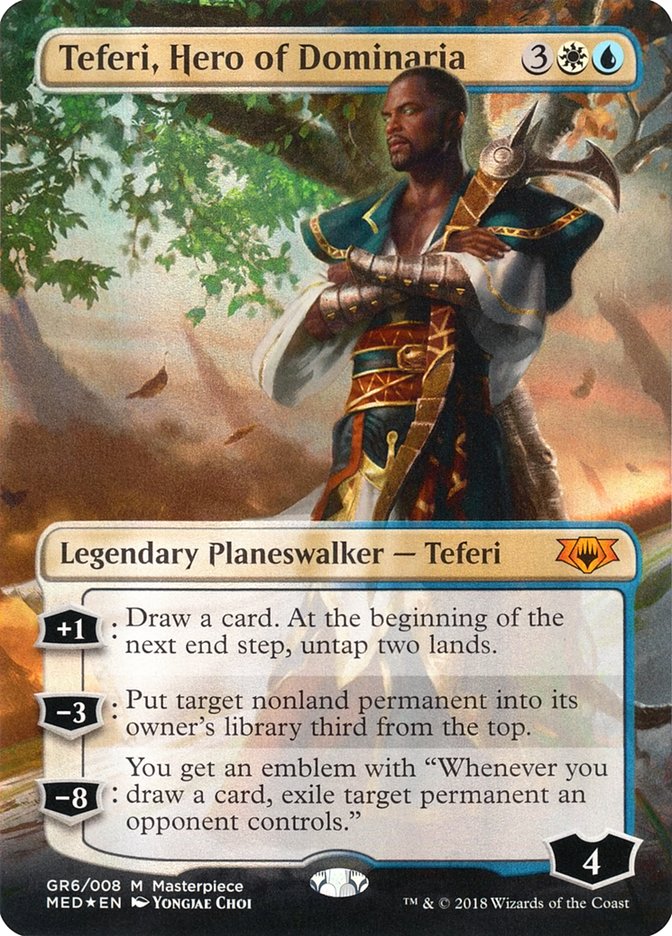 Teferi, Hero of Dominaria 3
Legendary Planeswalker — Teferi
+1 : Draw a card. At the beginning of the
next end step, untap two lands.
−3 : Put target nonland permanent into its
owner's library third from the top.
−8 : You get an emblem with “Whenever you
draw a card, exile target permanent an
opponent controls.”
4
GR6/008 M Masterpiece
MED★EN Yongjae Choi
™ & © 2018 Wizards of the Coast